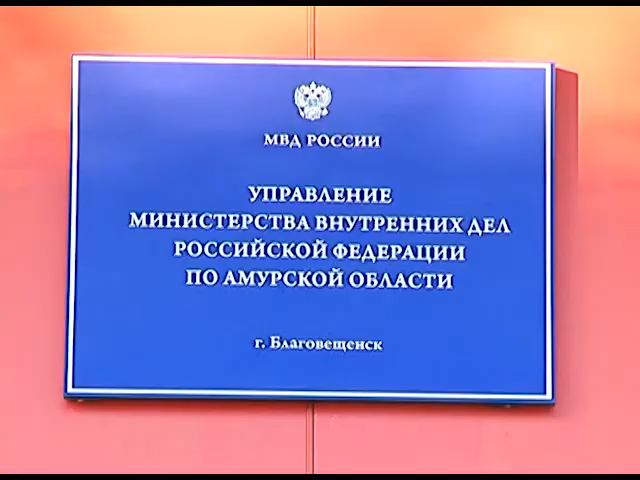 МВД РОССИИ
УПРАВЛЕНИЕ
МИНИСТЕРСТВА ВНУТРЕННИХ ДЕЛ
РОССИЙСКОЙ ФЕДЕРАЦИИ
ПО АМУРСКОЙ ОБЛАСТИ
г. Благовещенск